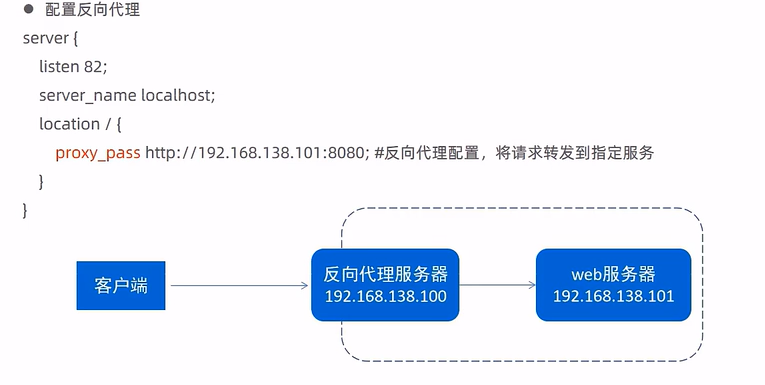 ● 配置反向代理
server {
listen 82;
server_name localhost;
location / {
proxy_pass http://192.168.138.101:8080; #反向代理配置，将请求转发到指定服务
}
}
客户端
反向代理服务器
192.168.138.100
web服务器
192.168.138.101